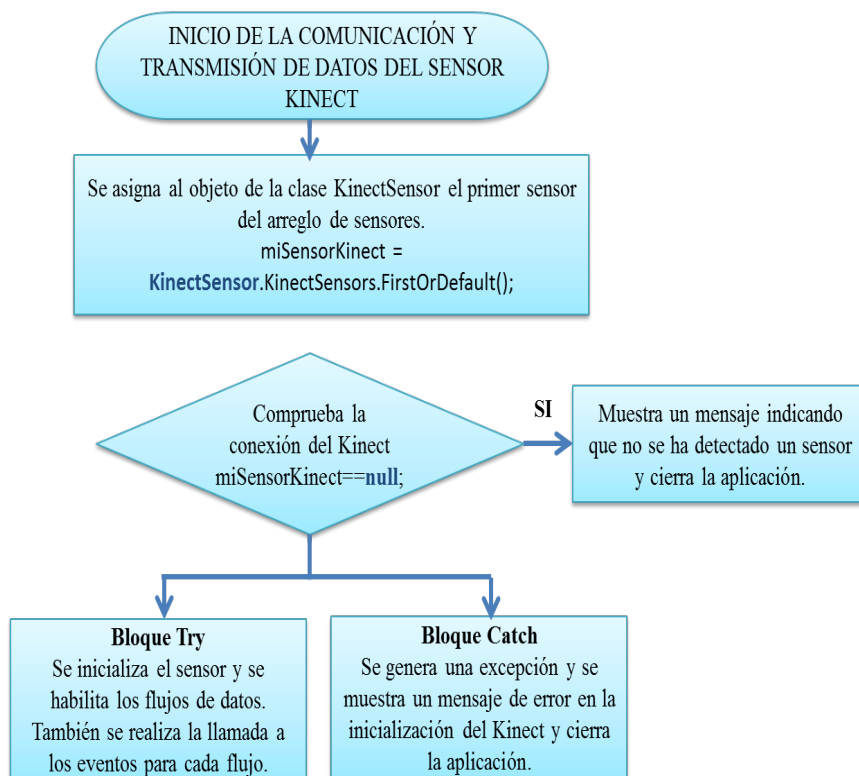 INICIO DE LA COMUNICACIÓN Y
TRANSMISIÓN DE DATOS DEL SENSOR
KINECT
Se asigna al objeto de la clase KinectSensor el primer sensor
del arreglo de sensores.
miSensorKinect =
KinectSensor.KinectSensors.FirstOrDefault();
Comprueba la
conexión del Kinect
miSensorKinect==null;
SI
Muestra un mensaje indicando
que no se ha detectado un sensor
y cierra la aplicación.
Bloque Try
Se inicializa el sensor y se
habilita los flujos de datos.
También se realiza la llamada a
los eventos para cada flujo.
Bloque Catch
Se genera una excepción y se
muestra un mensaje de error en la
inicialización del Kinect y cierra
la aplicación.